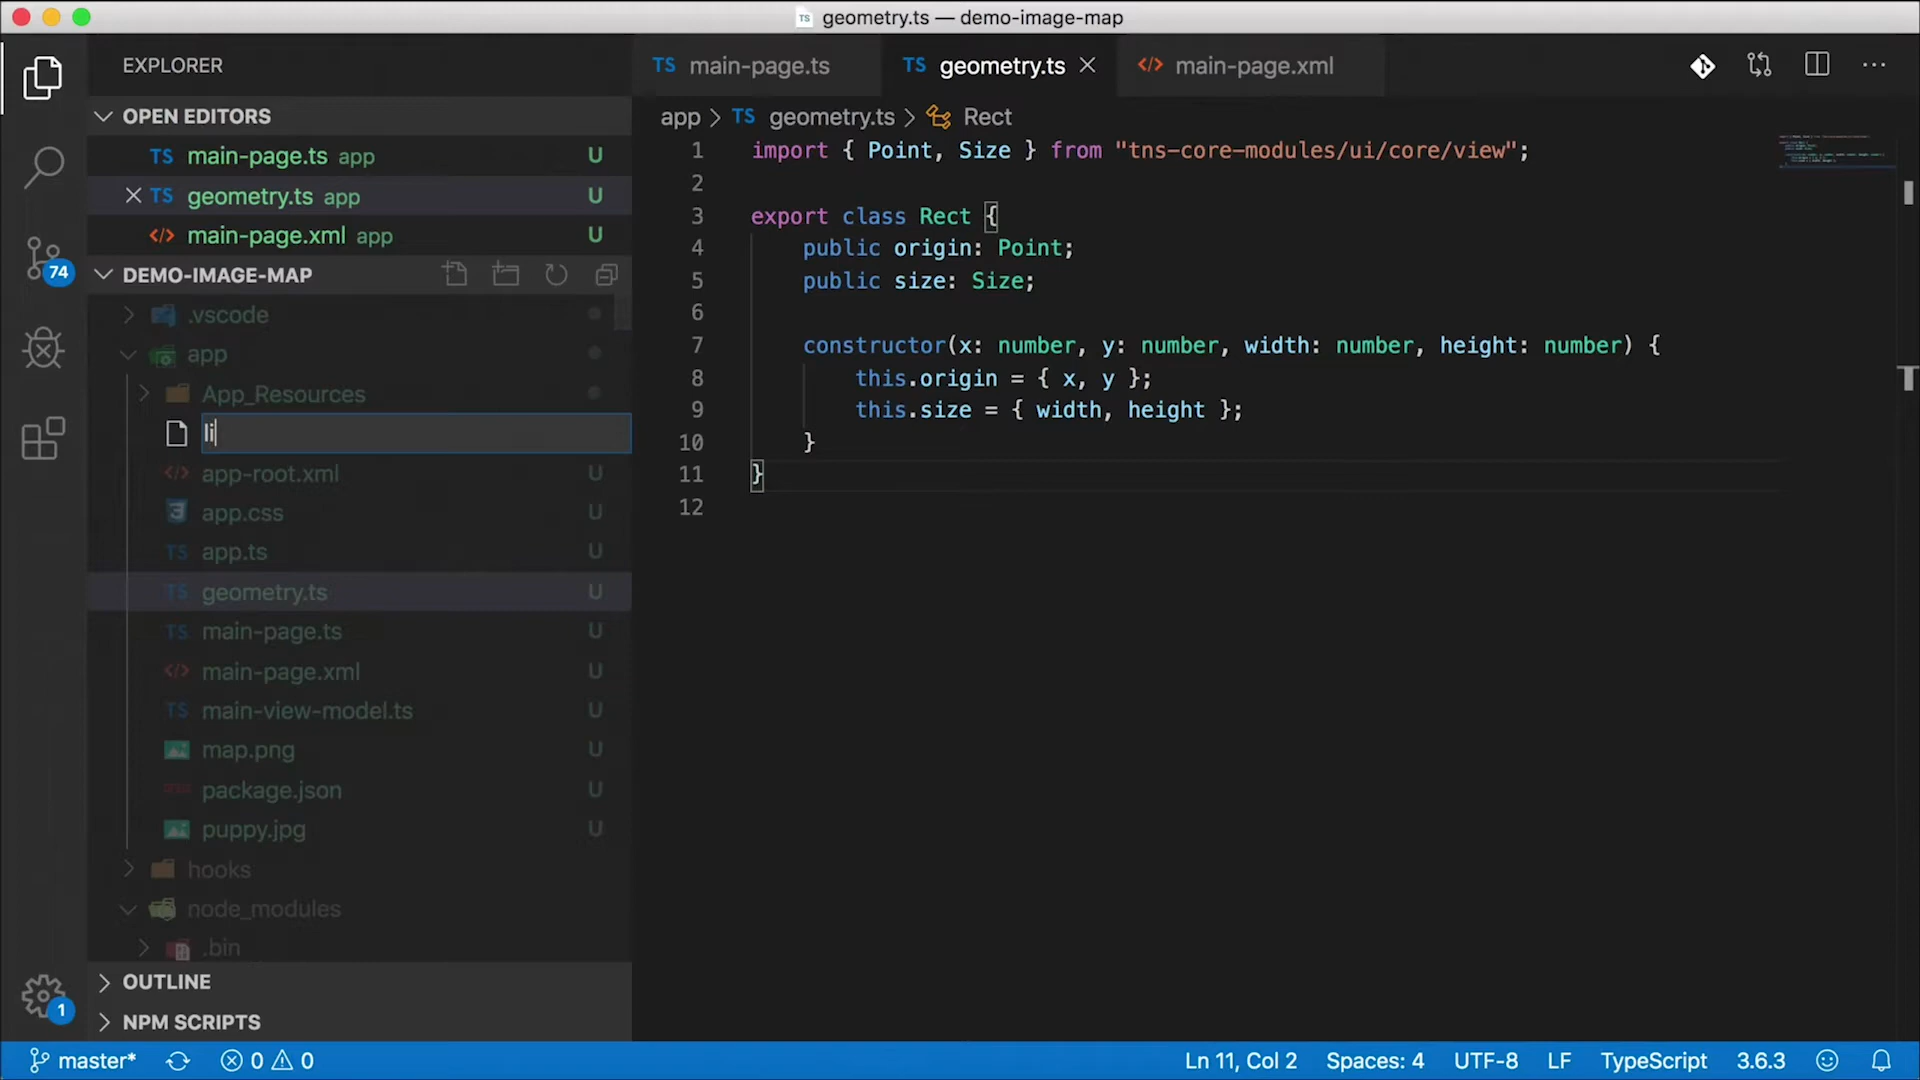 TS geometry.ts — demo-image-map
EXPLORER
OPEN EDITORS
TS main-page.ts app U
TS geometry.ts app U
</> main-page.xml app U
74
DEMO-IMAGE-MAP
.vscode
app
App_Resources
li
</> app-root.xml U
app.css U
TS app.ts U
TS geometry.ts U
TS main-page.ts U
</> main-page.xml U
TS main-view-model.ts U
map.png U
package.json U
puppy.jpg U
hooks
node_modules
.bin
OUTLINE
1
NPM SCRIPTS
TS main-page.ts
TS geometry.ts
</> main-page.xml
app > TS geometry.ts > Rect
1 import { Point, Size } from "tns-core-modules/ui/core/view";
2
3 export class Rect {
4 public origin: Point;
5 public size: Size;
6
7 constructor(x: number, y: number, width: number, height: number) {
8 this.origin = { x, y };
9 this.size = { width, height };
10 }
11 }
12
master* 0 0 Ln 11, Col 2 Spaces: 4 UTF-8 LF TypeScript 3.6.3